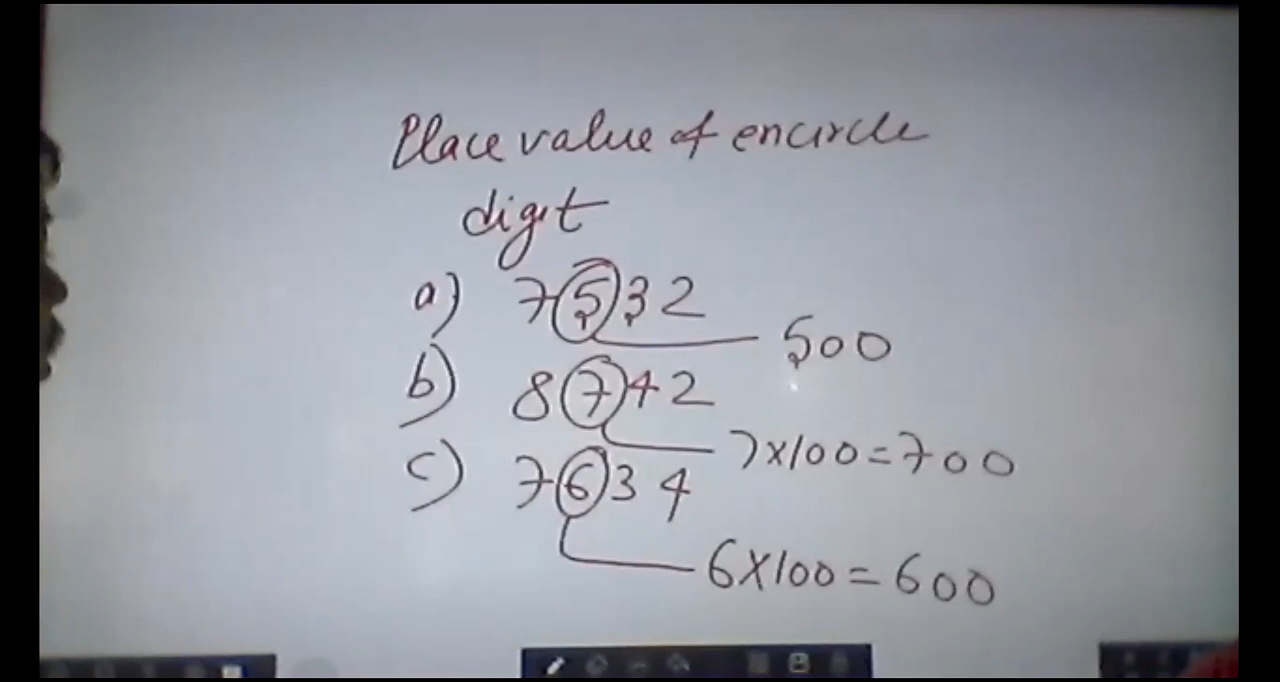 Place value of encircle
digit
a) 7532
500
b) 8742
7x100=700
c) 7634
6x100=600